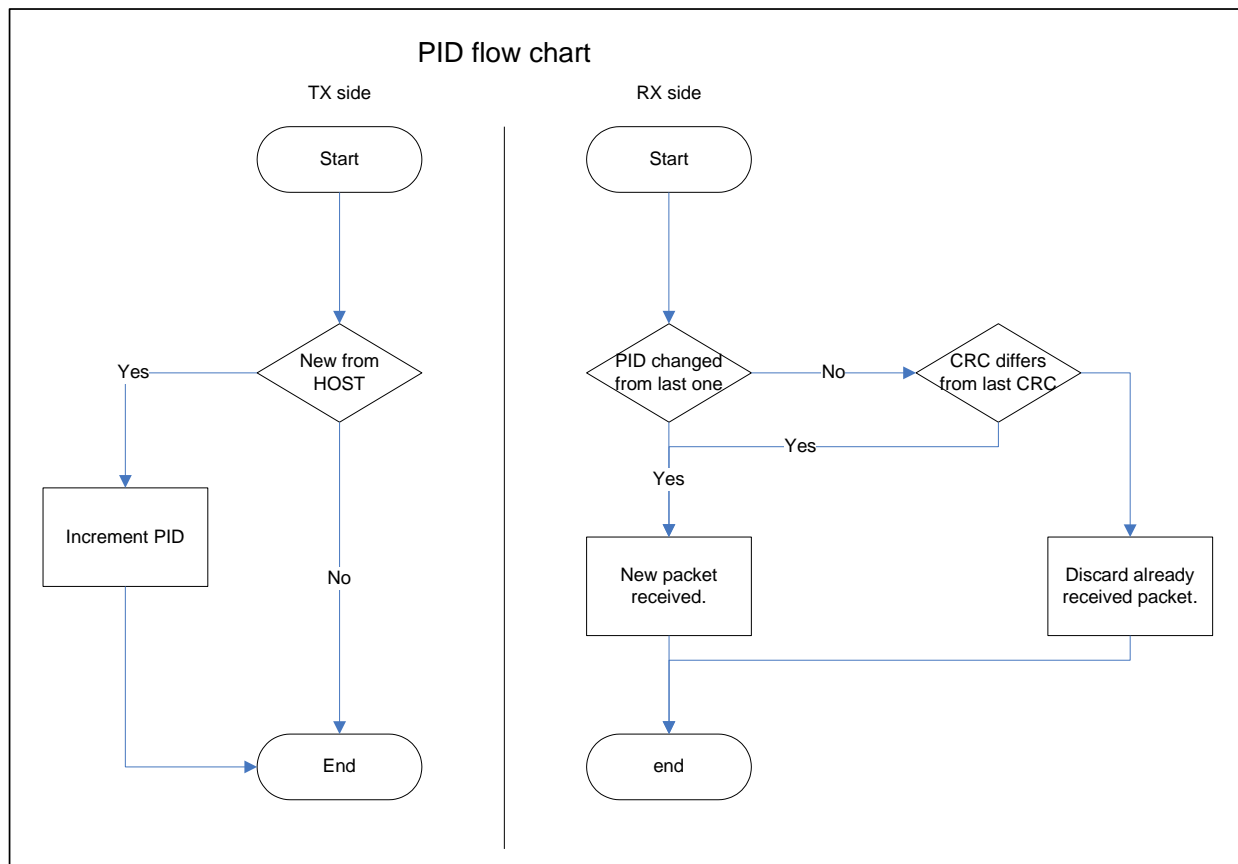 PID flow chart
TX side
RX side
Start
Start
New from
HOST
Yes
PID changed
from last one
No
CRC differs
from last CRC
Yes
Yes
Increment PID
No
New packet
received.
Discard already
received packet.
End
end